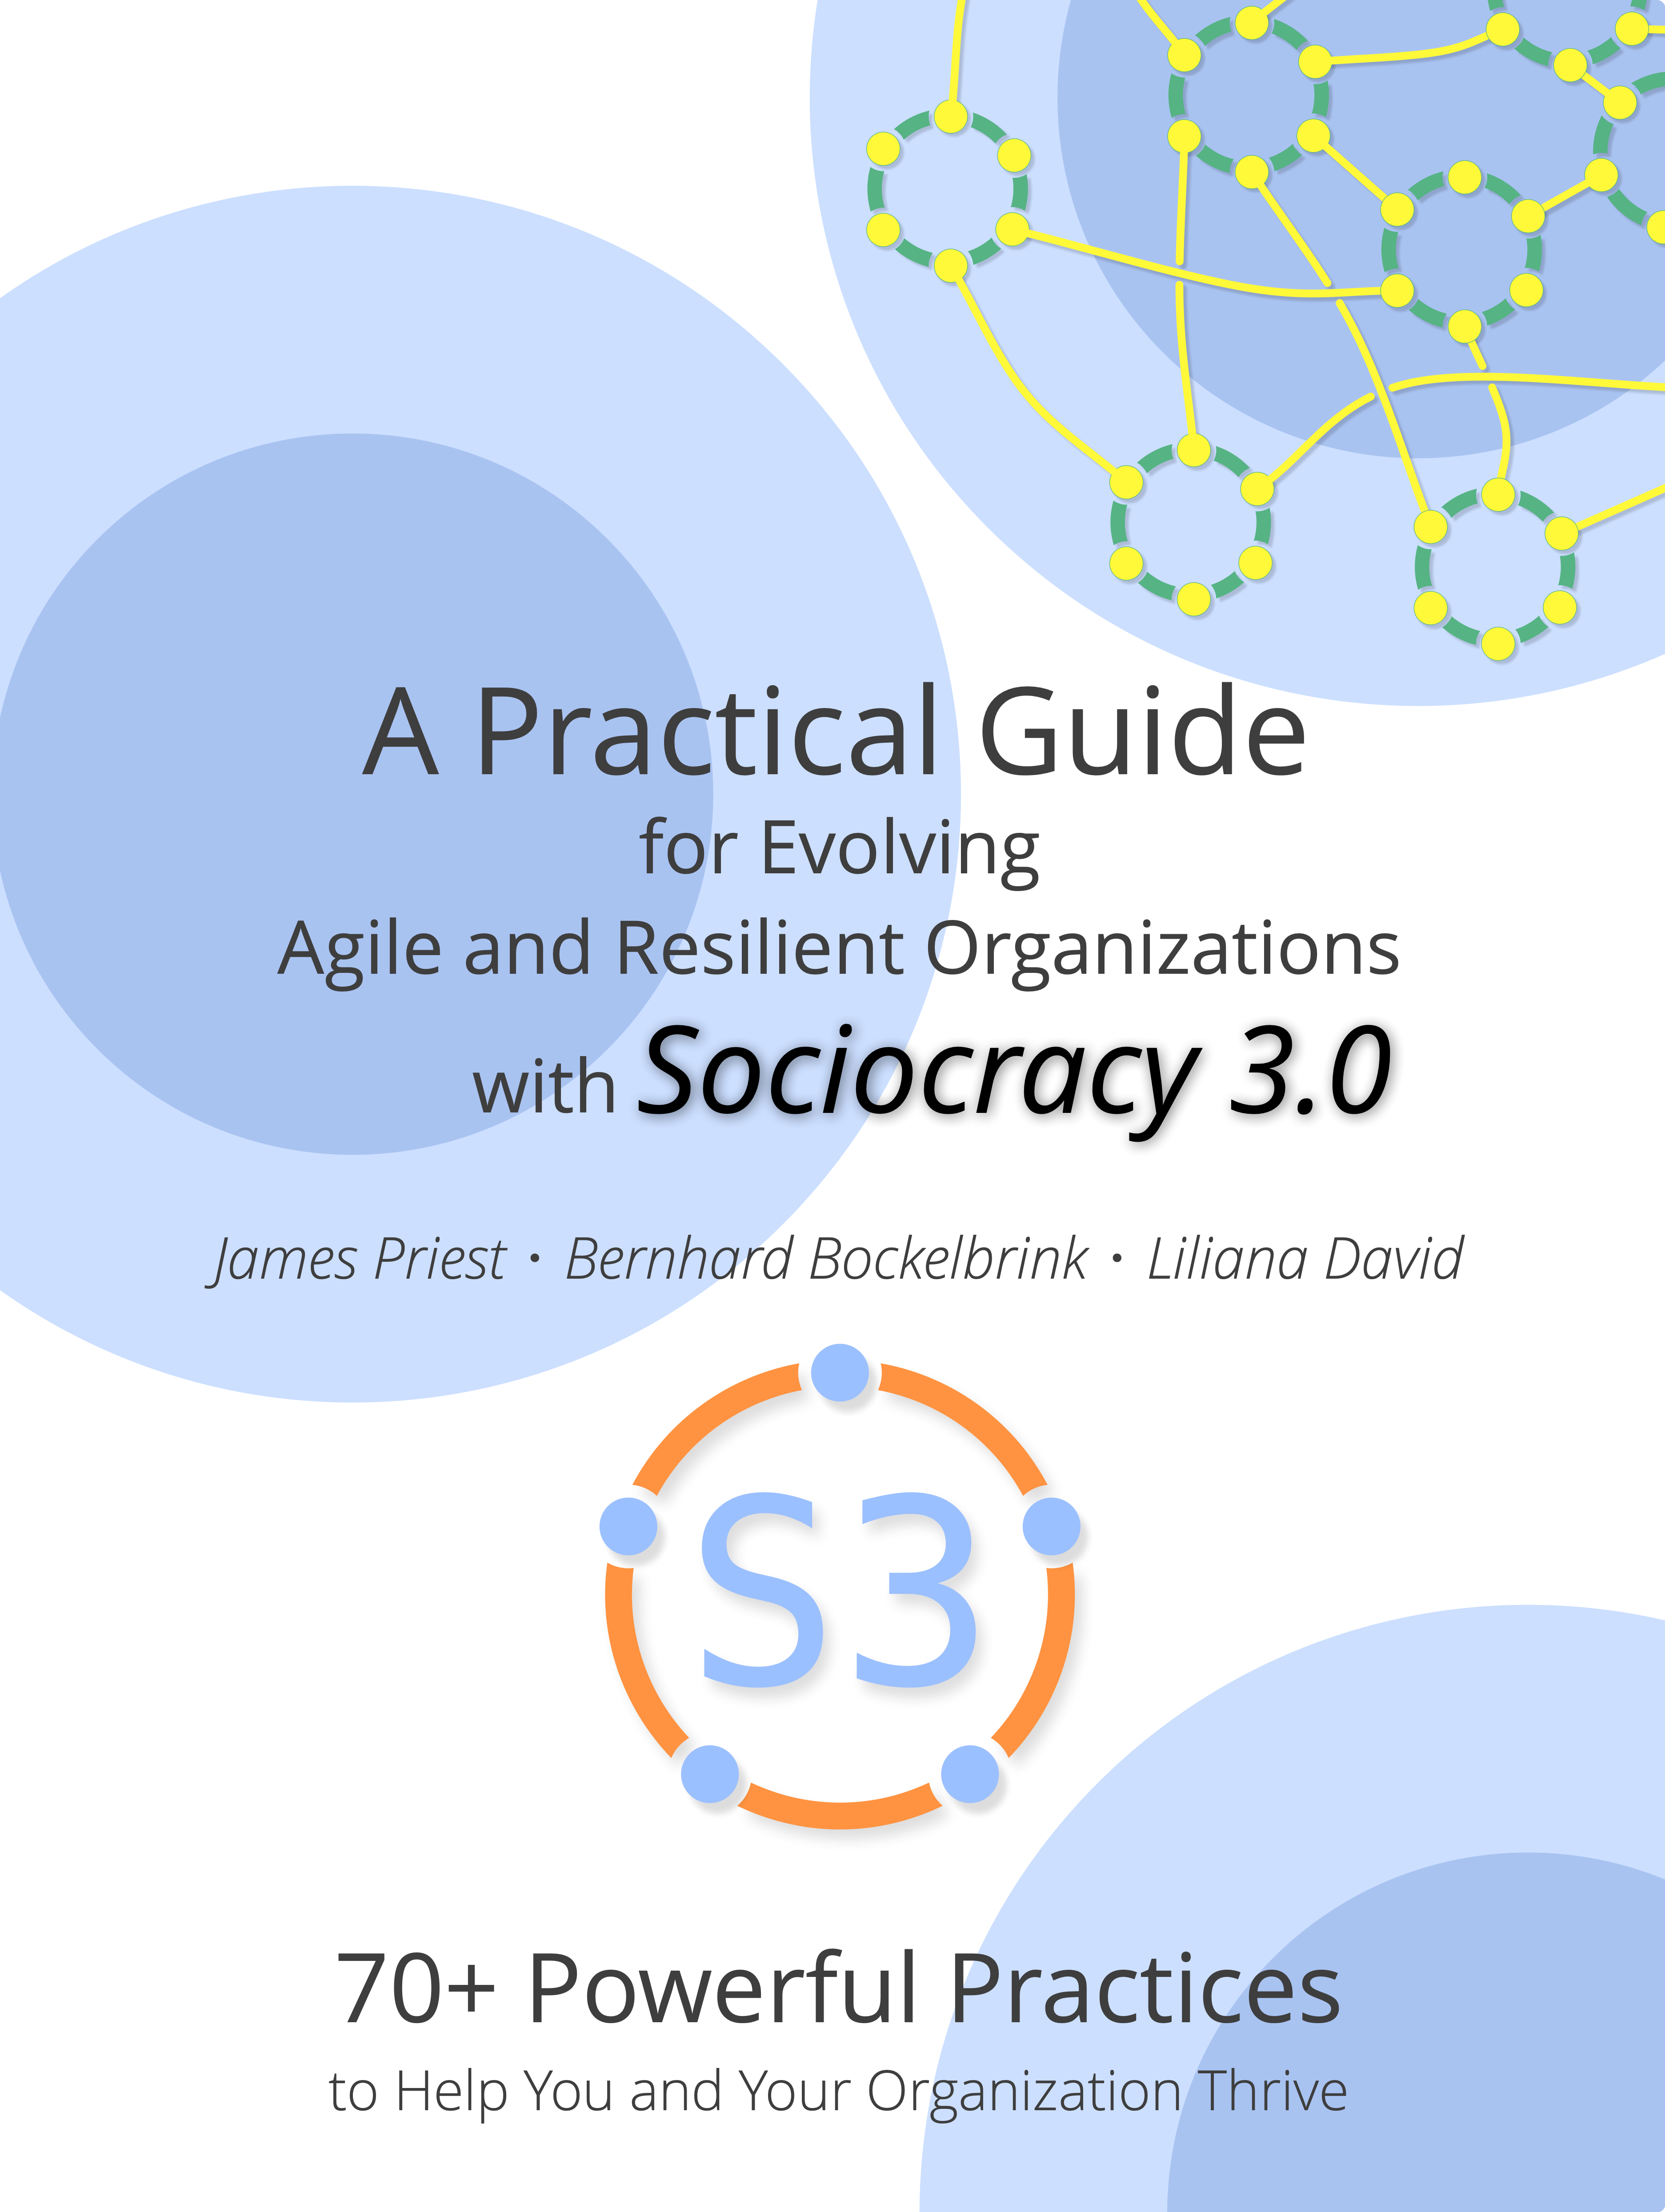 A Practical Guide
for Evolving
Agile and Resilient Organizations
with Sociocracy 3.0
James Priest · Bernhard Bockelbrink · Liliana David
S3
70+ Powerful Practices
to Help You and Your Organization Thrive